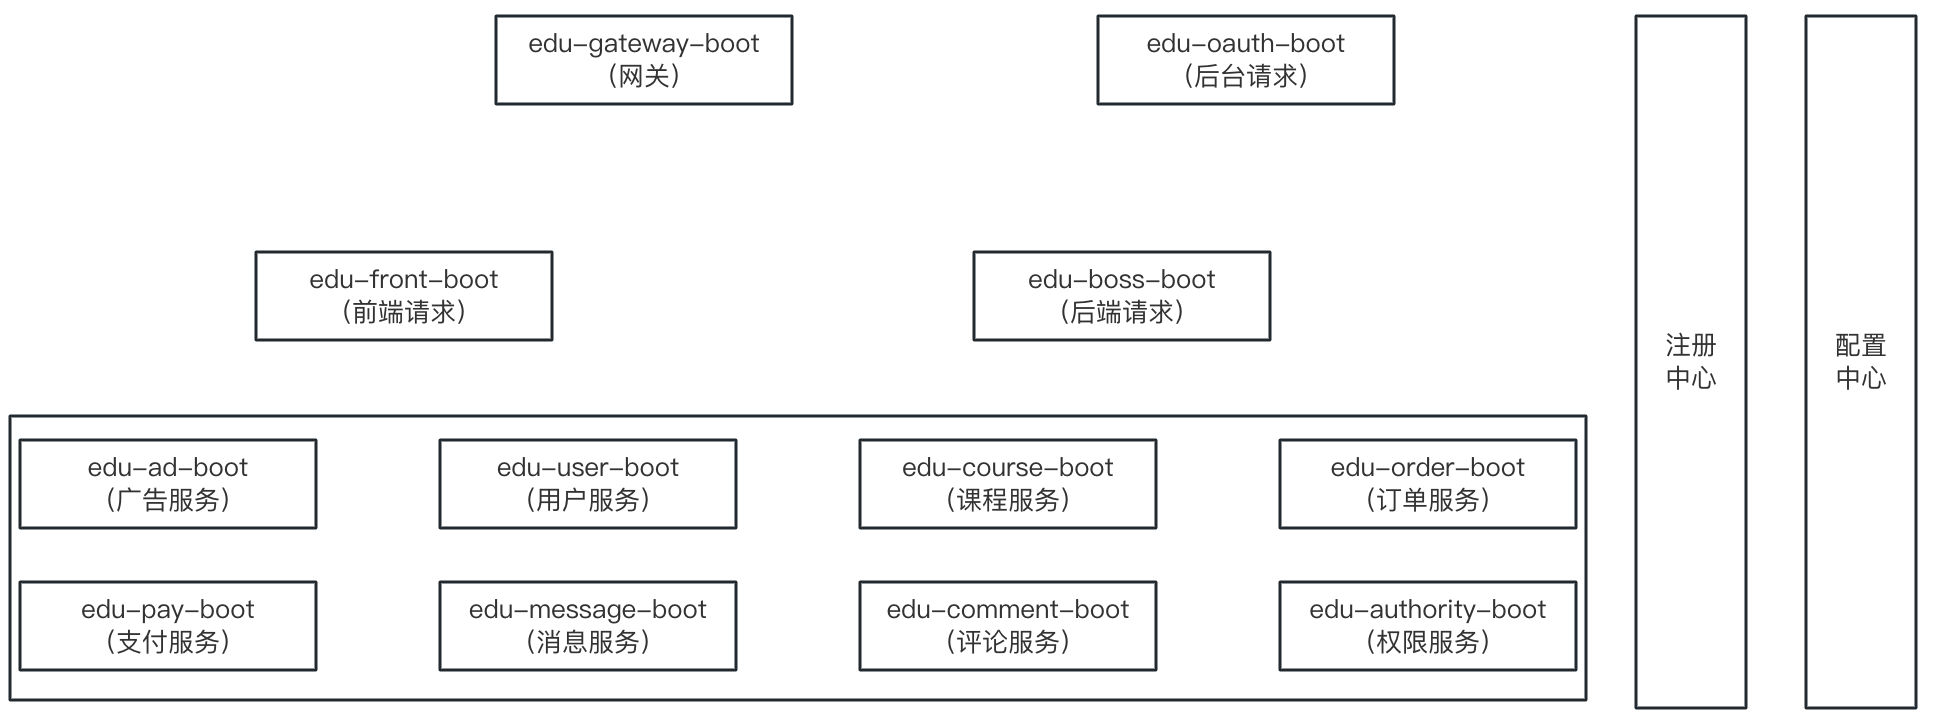 edu-gateway-boot
（网关）
edu-oauth-boot
（后台请求）
edu-front-boot
（前端请求）
edu-boss-boot
（后端请求）
注册
中心
配置
中心
edu-ad-boot
（广告服务）
edu-user-boot
（用户服务）
edu-course-boot
（课程服务）
edu-order-boot
（订单服务）
edu-pay-boot
（支付服务）
edu-message-boot
（消息服务）
edu-comment-boot
（评论服务）
edu-authority-boot
（权限服务）